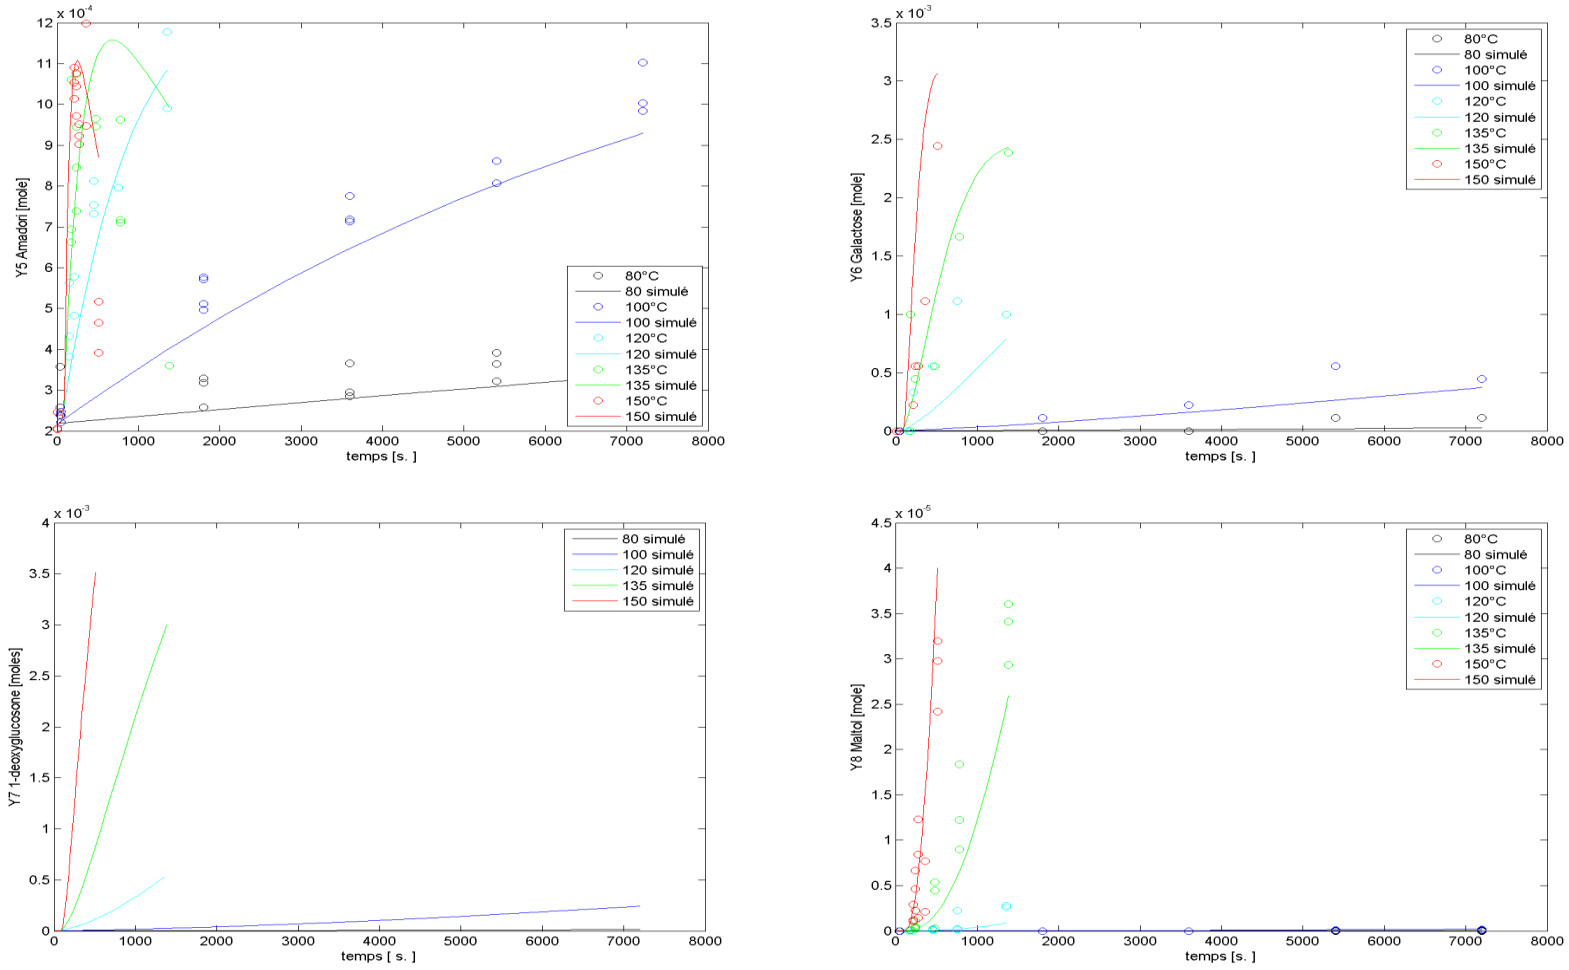 x 10-4
12
11
10
9
8
7
6
5
4
3
2
Y5 Amadori [mole]
0 1000 2000 3000 4000 5000 6000 7000 8000
temps [s. ]
80°C
80 simulé
100°C
100 simulé
120°C
120 simulé
135°C
135 simulé
150°C
150 simulé
x 10-3
3.5
3
2.5
2
1.5
1
0.5
0
Y6 Galactose [mole]
0 1000 2000 3000 4000 5000 6000 7000 8000
temps [s. ]
80°C
80 simulé
100°C
100 simulé
120°C
120 simulé
135°C
135 simulé
150°C
150 simulé
x 10-3
4
3.5
3
2.5
2
1.5
1
0.5
0
Y7 1-deoxyglucosone [moles]
0 1000 2000 3000 4000 5000 6000 7000 8000
temps [ s. ]
80 simulé
100 simulé
120 simulé
135 simulé
150 simulé
x 10-5
4.5
4
3.5
3
2.5
2
1.5
1
0.5
0
Y8 Maltol [mole]
0 1000 2000 3000 4000 5000 6000 7000 8000
temps [s. ]
80°C
80 simulé
100°C
100 simulé
120°C
120 simulé
135°C
135 simulé
150°C
150 simulé